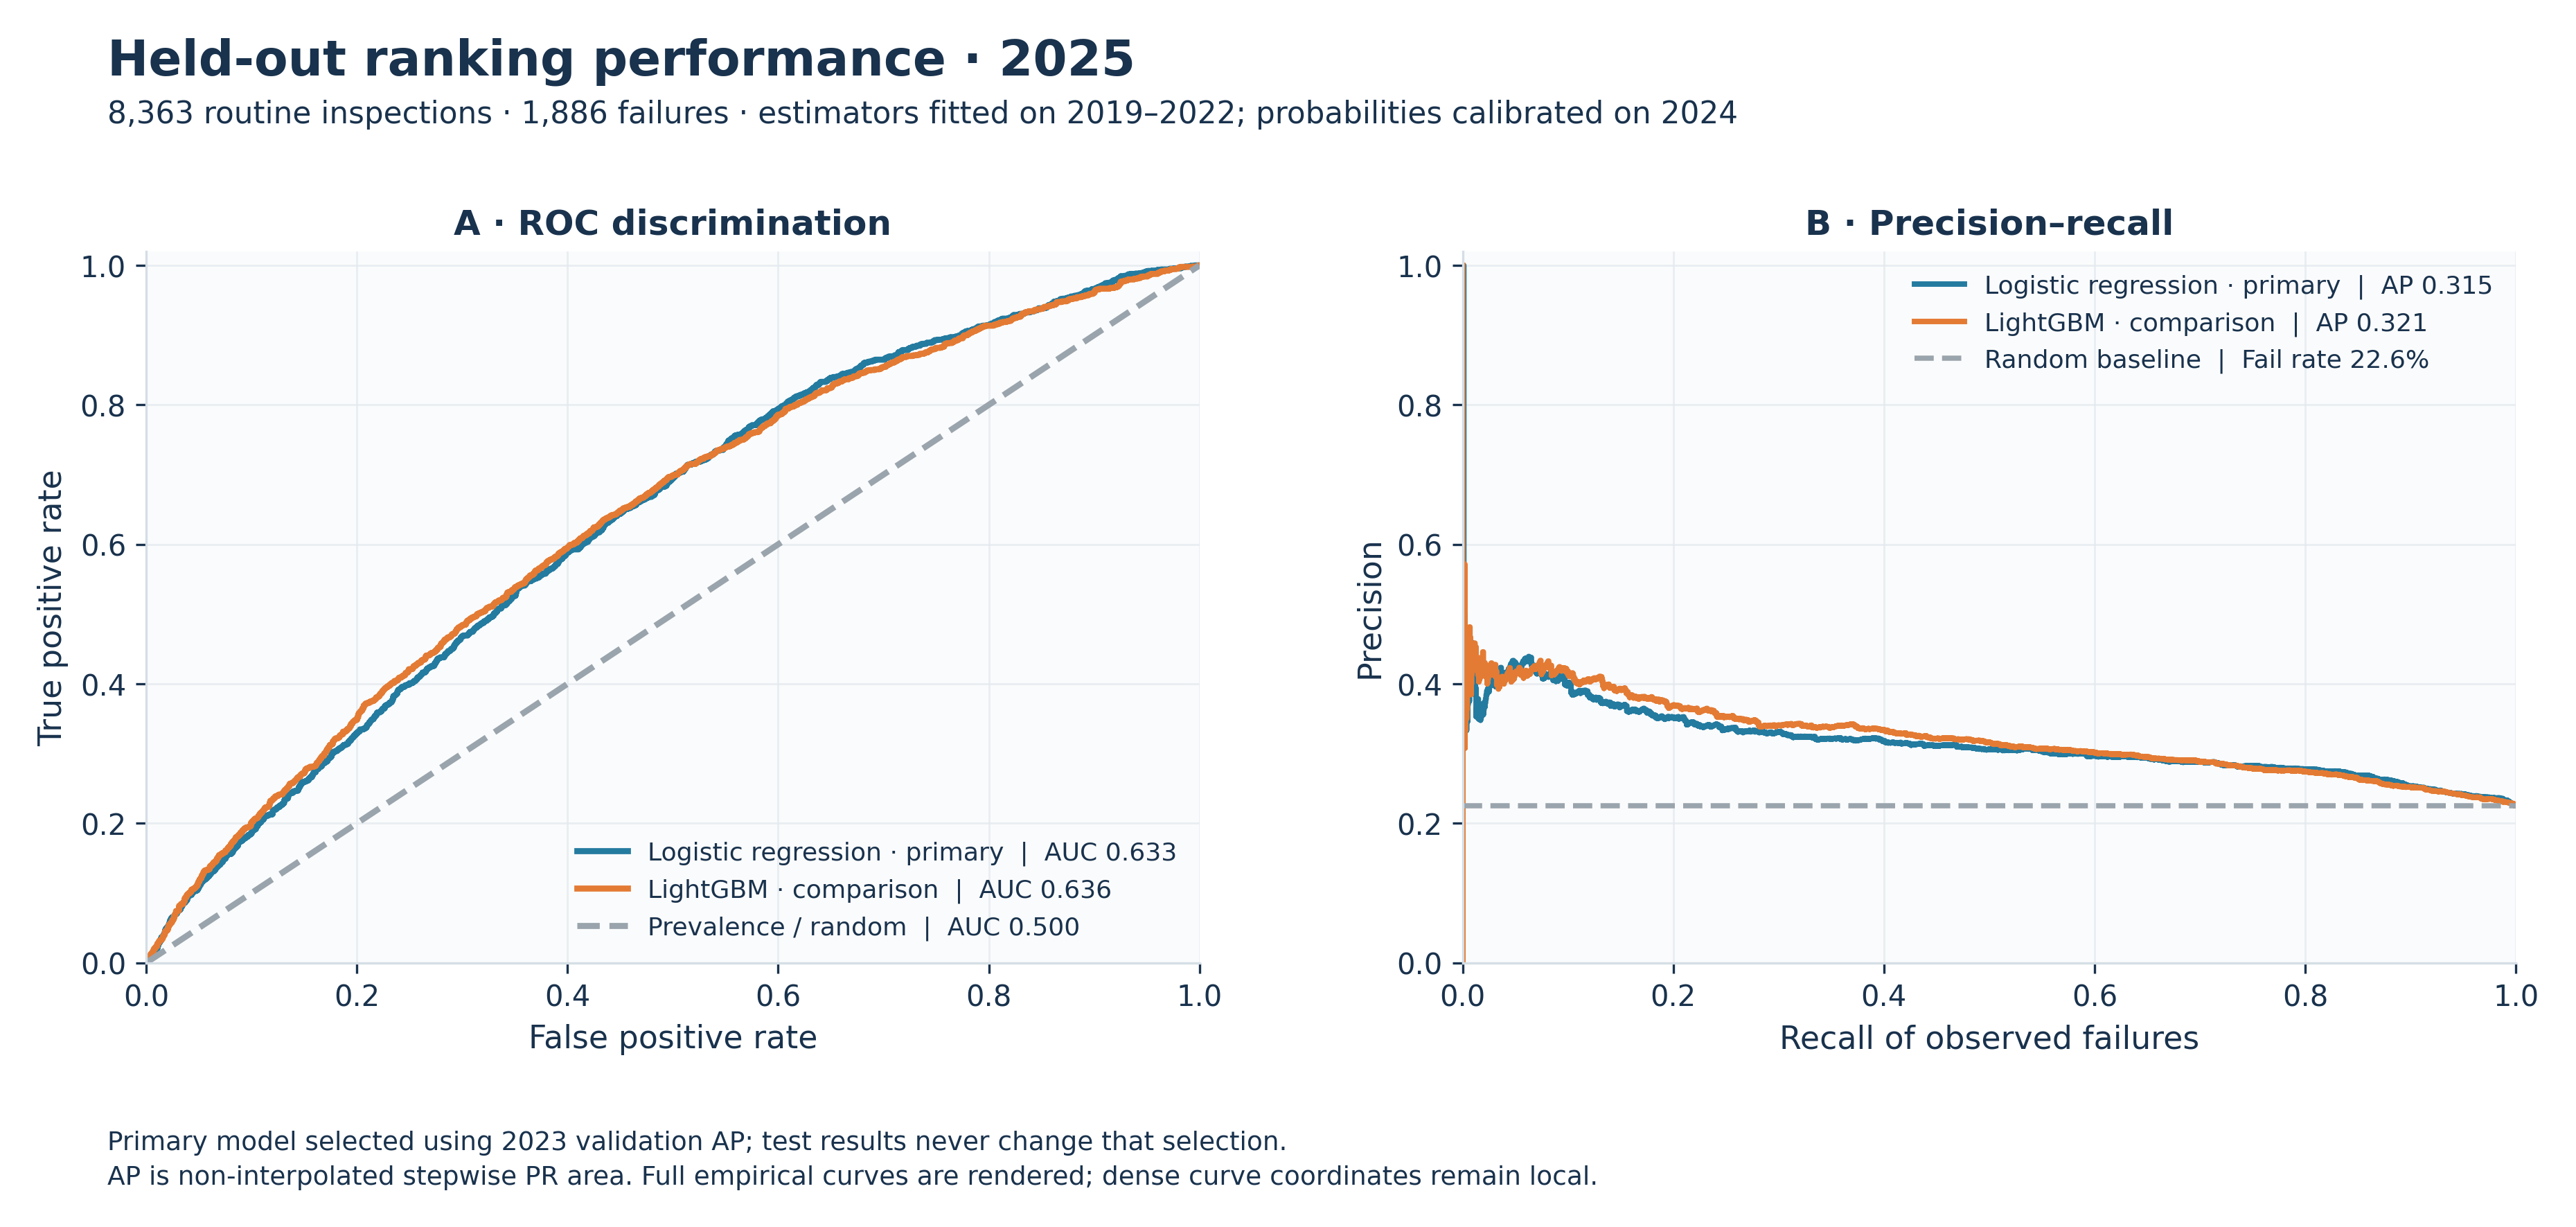 Held-out ranking performance · 2025
8,363 routine inspections · 1,886 failures · estimators fitted on 2019–2022; probabilities calibrated on 2024
A · ROC discrimination
1.0
0.8
0.6
0.4
0.2
0.0
True positive rate
Logistic regression · primary | AUC 0.633
LightGBM · comparison | AUC 0.636
Prevalence / random | AUC 0.500
0.0 0.2 0.4 0.6 0.8 1.0
False positive rate
B · Precision–recall
1.0
0.8
0.6
0.4
0.2
0.0
Precision
Logistic regression · primary | AP 0.315
LightGBM · comparison | AP 0.321
Random baseline | Fail rate 22.6%
0.0 0.2 0.4 0.6 0.8 1.0
Recall of observed failures
Primary model selected using 2023 validation AP; test results never change that selection.
AP is non-interpolated stepwise PR area. Full empirical curves are rendered; dense curve coordinates remain local.